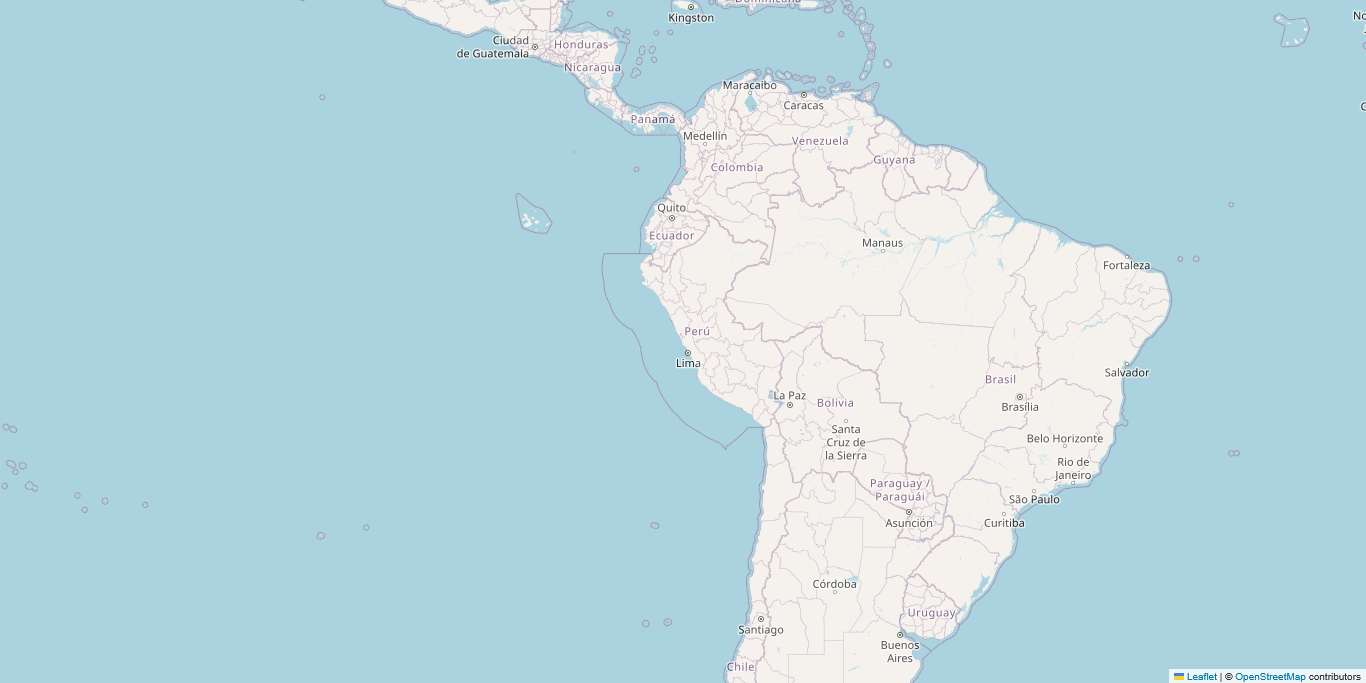 Dominicana
Kingston
No
Ciudad
de Guatemala
Honduras
Nicaragua
Maracaibo
Caracas
Panamá
Medellín
Venezuela
Guyana
Colombia
Quito
Ecuador
Manaus
Fortaleza
Perú
Lima
Salvador
Brasil
La Paz
Bolivia
Brasília
Santa
Cruz de
la Sierra
Belo Horizonte
Rio de
Janeiro
Paraguay /
Paraguái
São Paulo
Asunción
Curitiba
Córdoba
Uruguay
Santiago
Buenos
Aires
Chile
Leaflet | © OpenStreetMap contributors